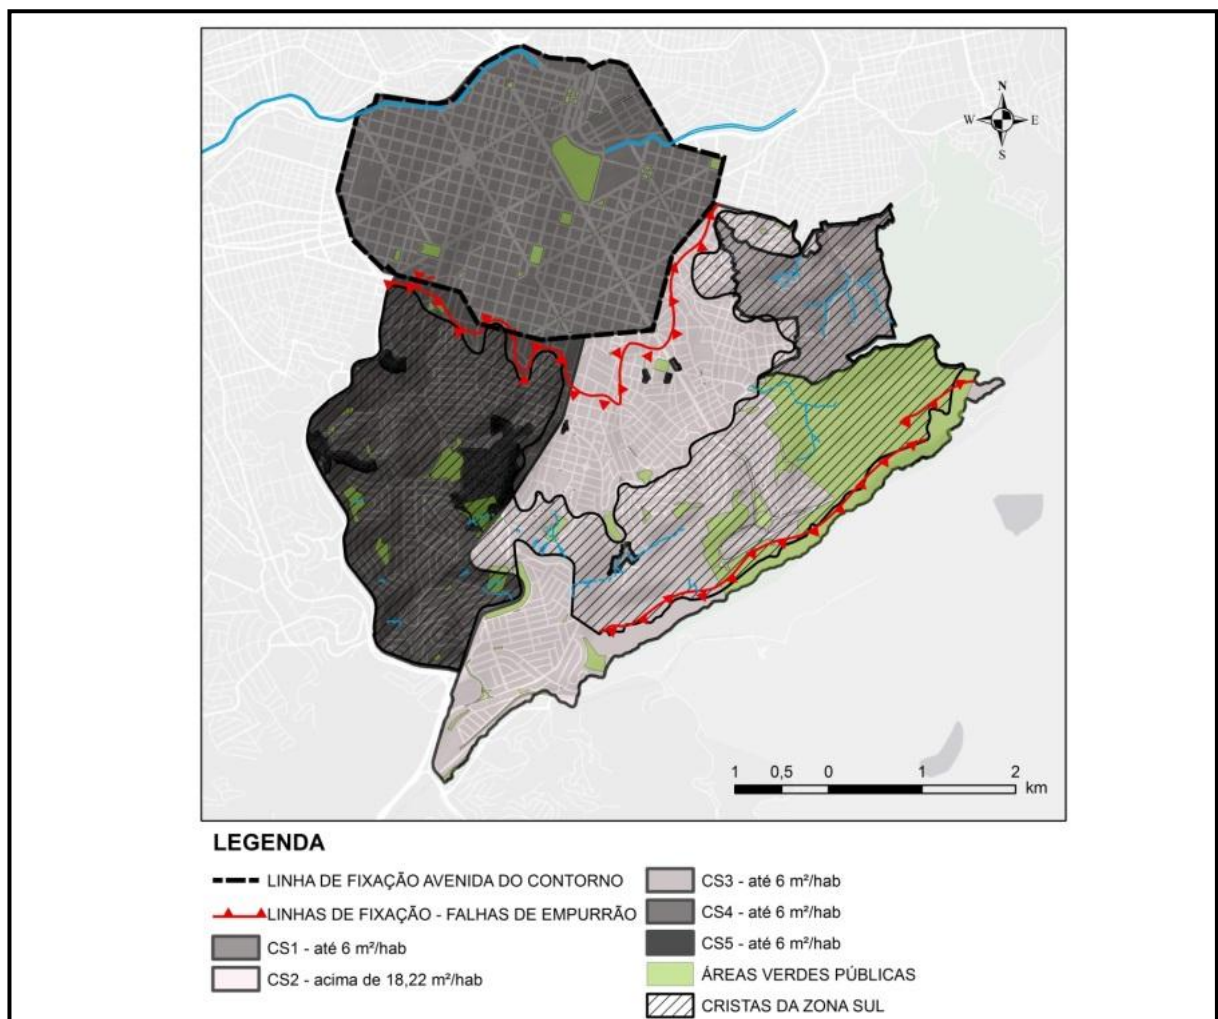 N
W E
S
1 0,5 0 1 2
km
LEGENDA
LINHA DE FIXAÇÃO AVENIDA DO CONTORNO
LINHAS DE FIXAÇÃO - FALHAS DE EMPURRÃO
CS1 - até 6 m²/hab
CS2 - acima de 18,22 m²/hab
CS3 - até 6 m²/hab
CS4 - até 6 m²/hab
CS5 - até 6 m²/hab
ÁREAS VERDES PÚBLICAS
CRISTAS DA ZONA SUL